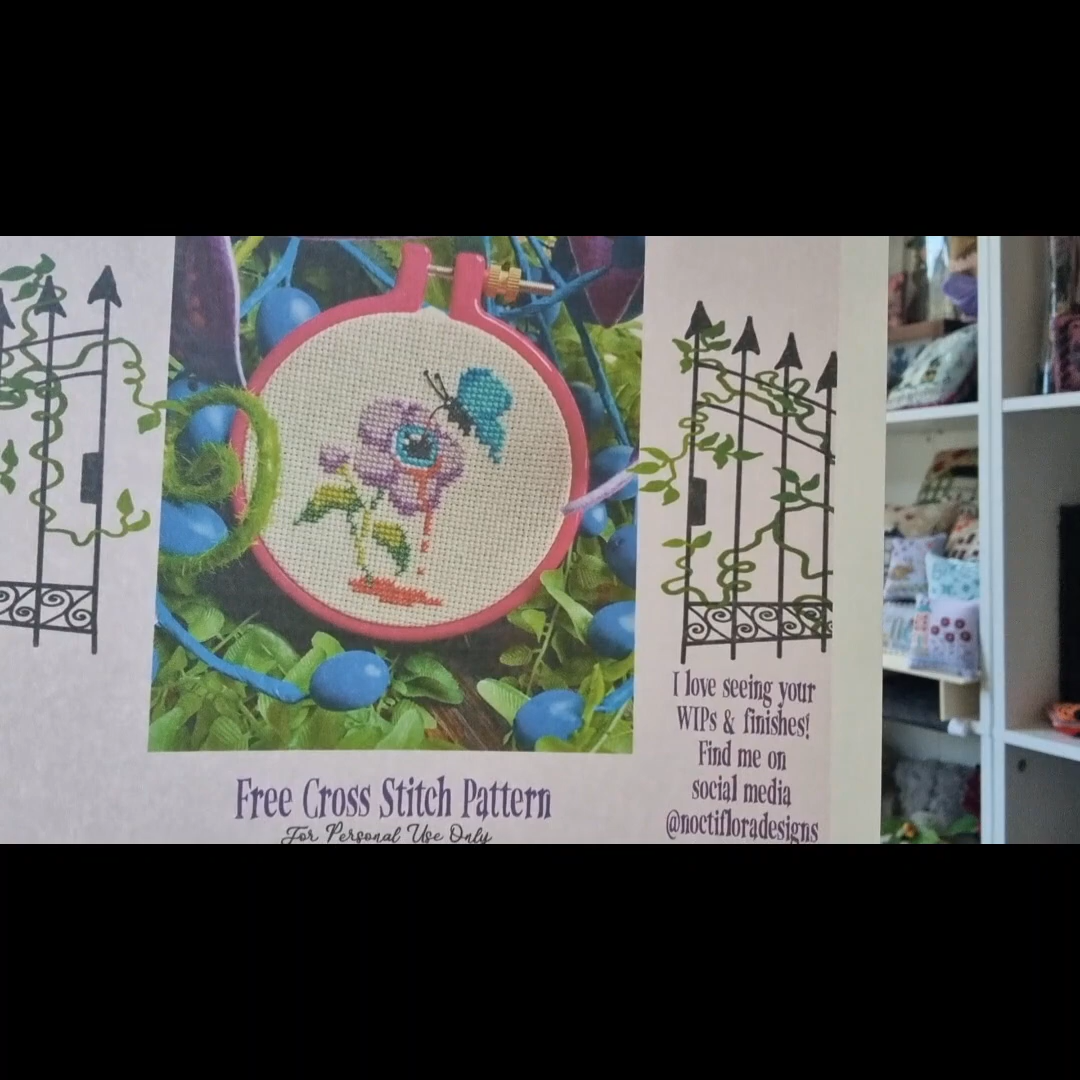 Free Cross Stitch Pattern
For Personal Use Only
I love seeing your
WIPs & finishes!
Find me on
social media
@noctifloradesigns